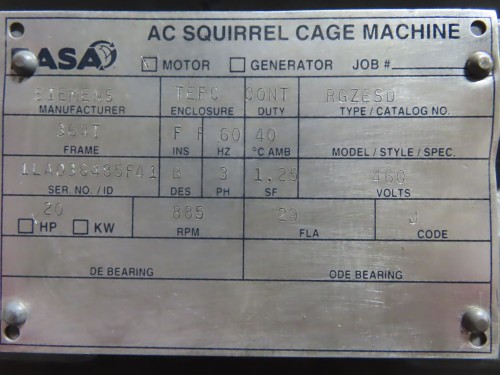 AC SQUIRREL CAGE MACHINE
EASA
MOTOR GENERATOR JOB #
SIEMENS TEFC CONT RGZESD
MANUFACTURER ENCLOSURE DUTY TYPE / CATALOG NO.
F F 60 40
FRAME INS HZ °C AMB MODEL / STYLE / SPEC.
B 3 1.25 460
SER. NO. / ID DES PH SF VOLTS
20 885 29 J
HP KW RPM FLA CODE
DE BEARING ODE BEARING